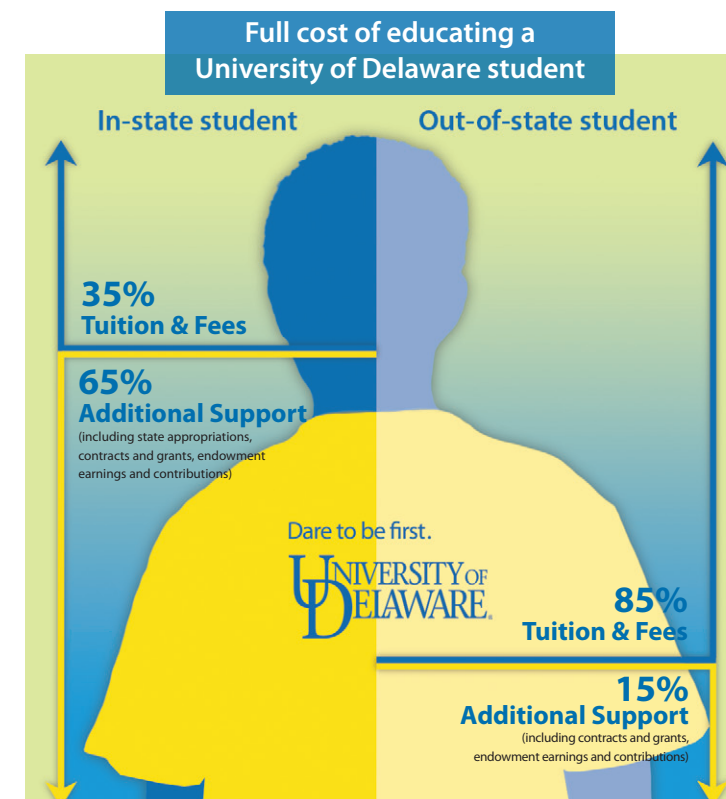 Full cost of educating a
University of Delaware student
In-state student
Out-of-state student
35%
Tuition & Fees
65%
Additional Support
(including state appropriations,
contracts and grants, endowment
earnings and contributions)
Dare to be first.
UNIVERSITY OF
DELAWARE.
85%
Tuition & Fees
15%
Additional Support
(including contracts and grants,
endowment earnings and contributions)